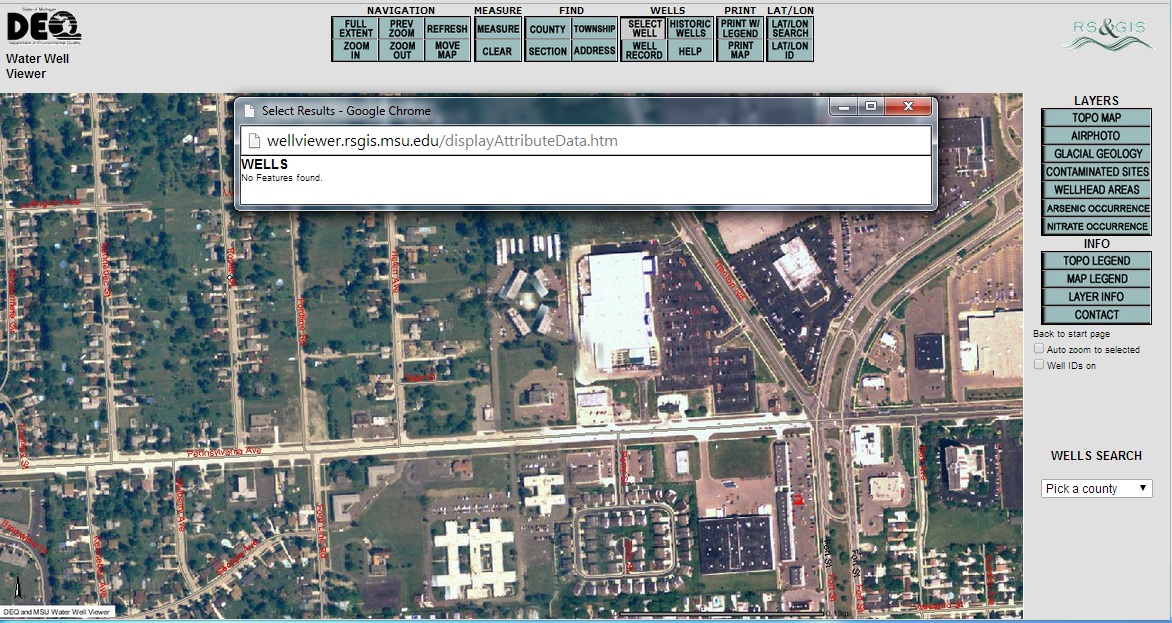 State of Michigan
DEQ
Department of Environmental Quality
Water Well
Viewer
NAVIGATION
MEASURE
FIND
WELLS
PRINT
LAT/LON
FULL EXTENT
PREV ZOOM
REFRESH
MEASURE
COUNTY
TOWNSHIP
SELECT WELL
HISTORIC WELLS
PRINT W/ LEGEND
LAT/LON SEARCH
ZOOM IN
ZOOM OUT
MOVE MAP
CLEAR
SECTION
ADDRESS
WELL RECORD
HELP
PRINT MAP
LAT/LON ID
RS&GIS
Select Results - Google Chrome
wellviewer.rsgis.msu.edu/displayAttributeData.htm
WELLS
No Features found.
LAYERS
TOPO MAP
AIRPHOTO
GLACIAL GEOLOGY
CONTAMINATED SITES
WELLHEAD AREAS
ARSENIC OCCURRENCE
NITRATE OCCURRENCE
INFO
TOPO LEGEND
MAP LEGEND
LAYER INFO
CONTACT
Back to start page
Auto zoom to selected
Well IDs on
WELLS SEARCH
Pick a county
Pennsylvania Ave
Fort St
Fort St
DEQ and MSU Water Well Viewer